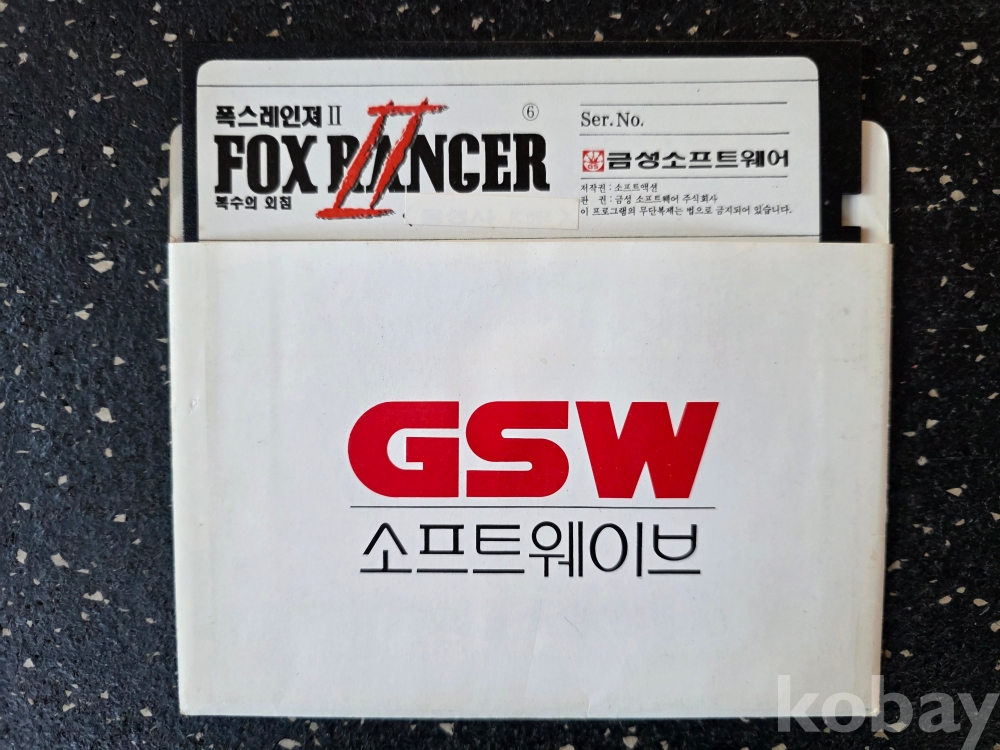 폭스레인져 II
⑥
FOX RANGER
II
복수의 외침
Ser.No.
금성소프트웨어
저작권 : 소프트액션
판 권 : 금성 소프트웨어 주식회사
이 프로그램의 무단복제는 법으로 금지되어 있습니다.
GSW
소프트웨이브
kobay